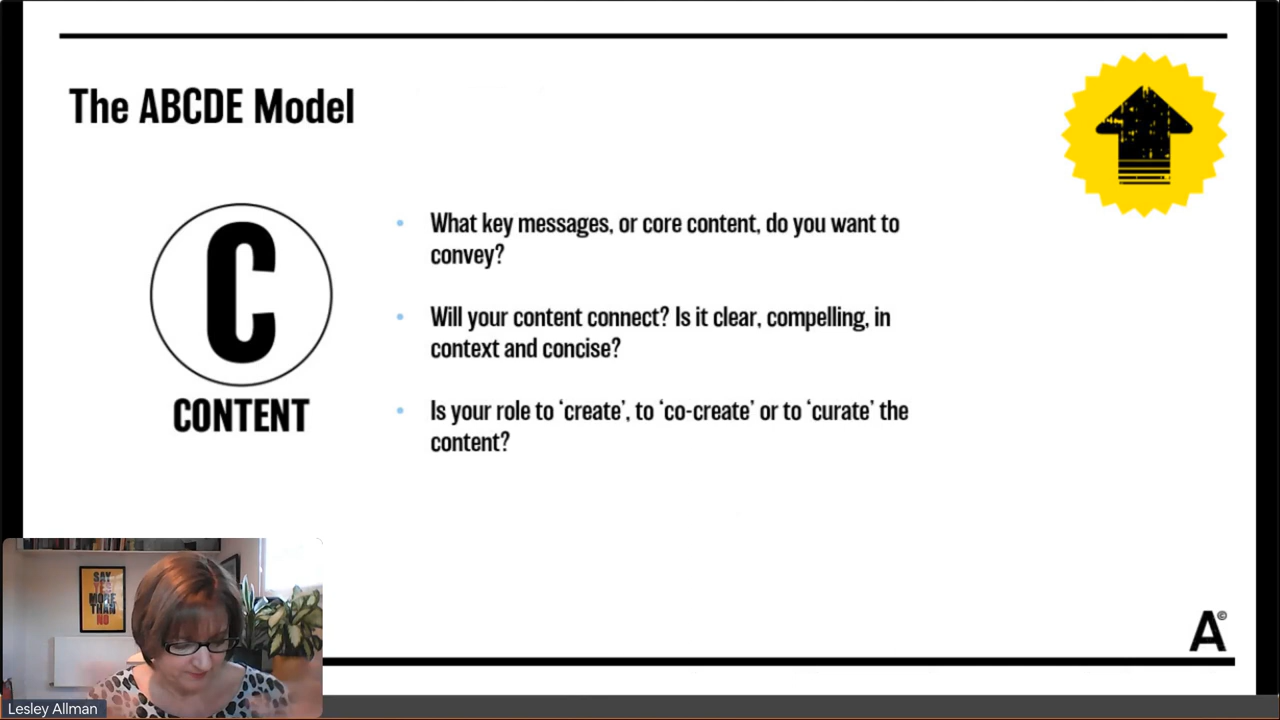 The ABCDE Model
C
CONTENT
• What key messages, or core content, do you want to
convey?
• Will your content connect? Is it clear, compelling, in
context and concise?
• Is your role to ‘create’, to ‘co-create’ or to ‘curate’ the
content?
SAY
YES
MORE
THAN
NO
A©
Lesley Allman